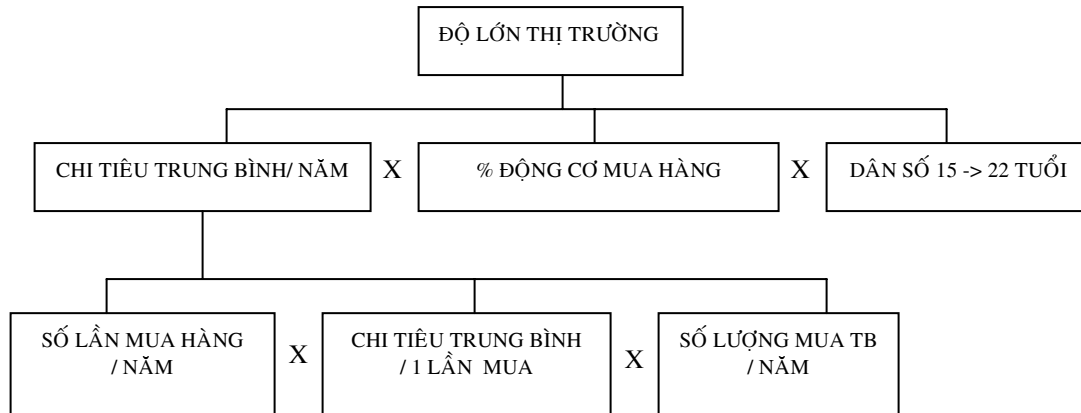 ĐỘ LỚN THỊ TRƯỜNG
CHI TIÊU TRUNG BÌNH/ NĂM X % ĐỘNG CƠ MUA HÀNG X DÂN SỐ 15 -> 22 TUỔI
SỐ LẦN MUA HÀNG
/ NĂM
X
CHI TIÊU TRUNG BÌNH
/ 1 LẦN MUA
X
SỐ LƯỢNG MUA TB
/ NĂM